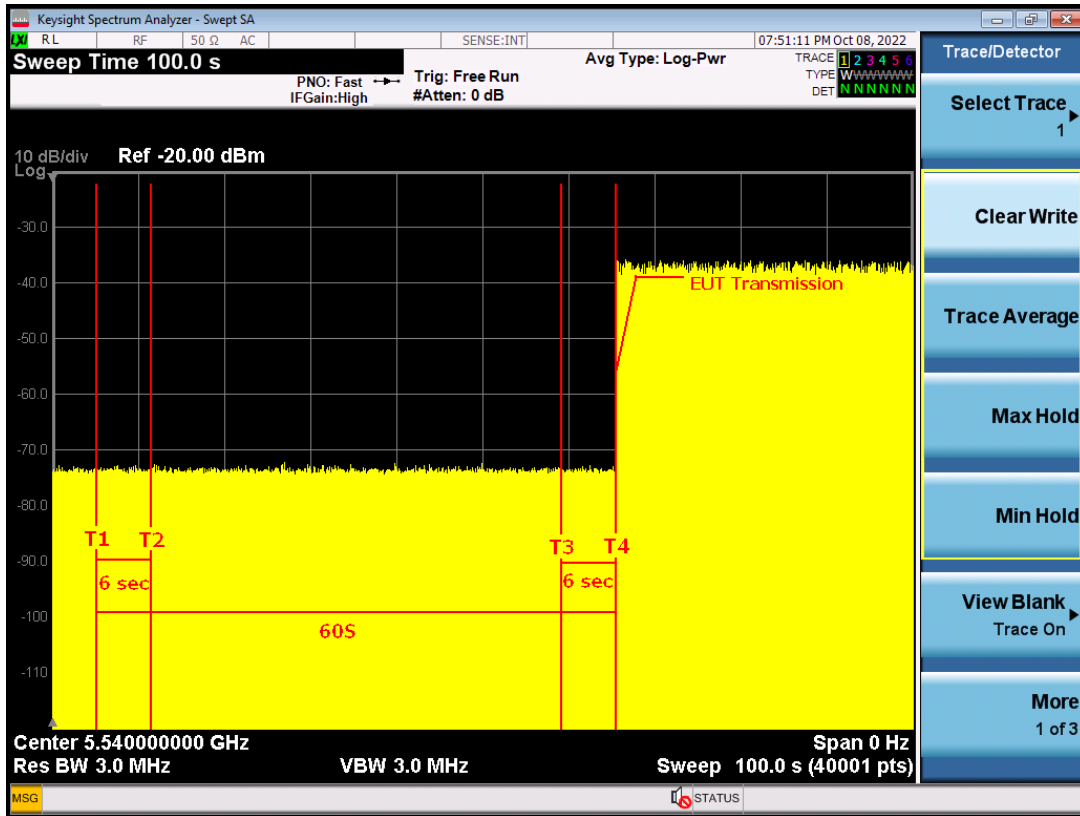 Keysight Spectrum Analyzer - Swept SA
LXI RL RF 50 Ω AC SENSE:INT 07:51:11 PM Oct 08, 2022
Sweep Time 100.0 s
PNO: Fast
IFGain:High
Trig: Free Run
#Atten: 0 dB
Avg Type: Log-Pwr
TRACE 1 2 3 4 5 6
TYPE WWWWWW
DET N N N N N N
10 dB/div Ref -20.00 dBm
Log
-30.0
-40.0
-50.0
-60.0
-70.0
-80.0
-90.0
-100
-110
EUT Transmission
T1 T2 T3 T4
6 sec 6 sec
60S
Center 5.540000000 GHz Span 0 Hz
Res BW 3.0 MHz VBW 3.0 MHz Sweep 100.0 s (40001 pts)
MSG STATUS
Trace/Detector
Select Trace
1
Clear Write
Trace Average
Max Hold
Min Hold
View Blank
Trace On
More
1 of 3